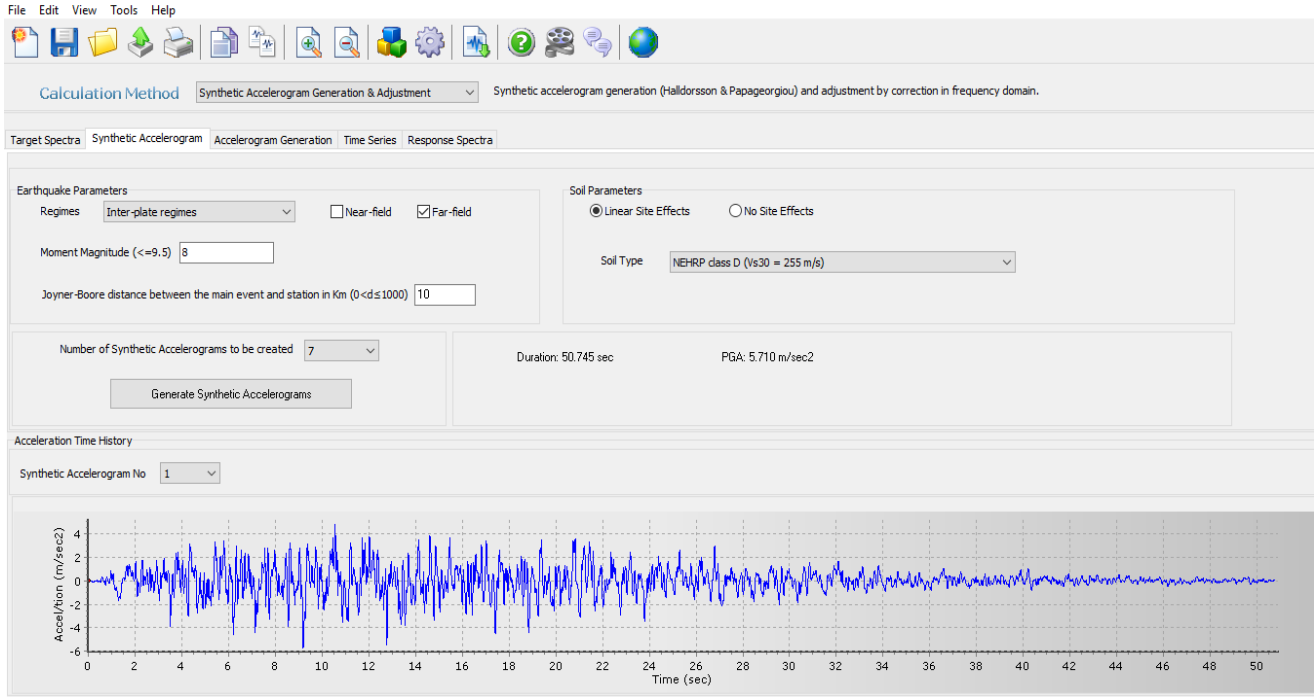 File Edit View Tools Help
Calculation Method Synthetic Accelerogram Generation & Adjustment Synthetic accelerogram generation (Halldorsson & Papageorgiou) and adjustment by correction in frequency domain.
Target Spectra Synthetic Accelerogram Accelerogram Generation Time Series Response Spectra
Earthquake Parameters
Regimes Inter-plate regimes Near-field Far-field
Moment Magnitude (<=9.5) 8
Joyner-Boore distance between the main event and station in Km (0<d≤1000) 10
Soil Parameters
Linear Site Effects No Site Effects
Soil Type NEHRP class D (Vs30 = 255 m/s)
Number of Synthetic Accelerograms to be created 7
Generate Synthetic Accelerograms
Duration: 50.745 sec PGA: 5.710 m/sec2
Acceleration Time History
Synthetic Accelerogram No 1
Accel/tion (m/sec2)
4
2
0
-2
-4
-6
0 2 4 6 8 10 12 14 16 18 20 22 24 26 28 30 32 34 36 38 40 42 44 46 48 50
Time (sec)